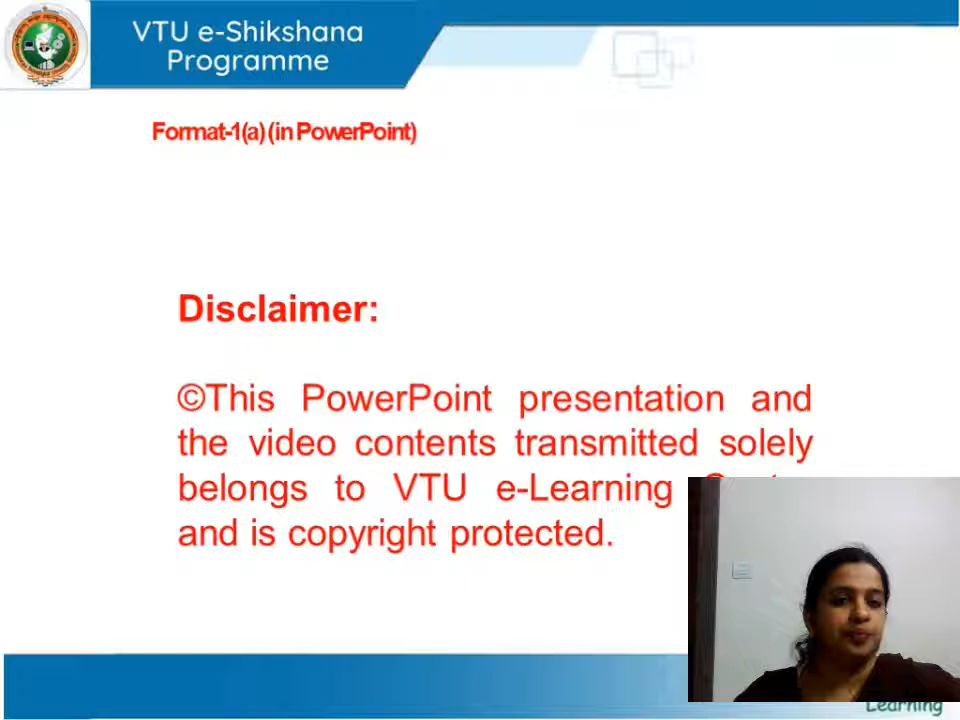 VTU e-Shikshana
Programme
Format-1(a) (in PowerPoint)
Disclaimer:
©This PowerPoint presentation and
the video contents transmitted solely
belongs to VTU e-Learning
and is copyright protected.
Learning